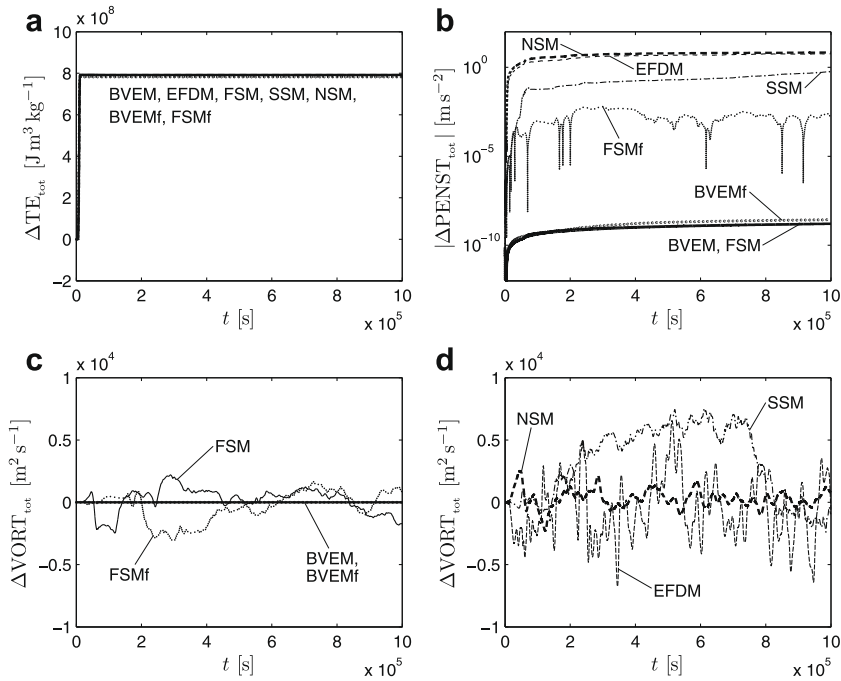 a
x 10^8
10
8
6
4
2
0
−2
ΔTE_tot [J m^3 kg^−1]
BVEM, EFDM, FSM, SSM, NSM,
BVEMf, FSMf
0 2 4 6 8 10
t [s]
x 10^5
b
10^0
10^−5
10^−10
|ΔPENST_tot| [m s^−2]
NSM
EFDM
SSM
FSMf
BVEMf
BVEM, FSM
0 2 4 6 8 10
t [s]
x 10^5
c
x 10^4
1
0.5
0
−0.5
−1
ΔVORT_tot [m^2 s^−1]
FSM
FSMf
BVEM,
BVEMf
0 2 4 6 8 10
t [s]
x 10^5
d
x 10^4
1
0.5
0
−0.5
−1
ΔVORT_tot [m^2 s^−1]
NSM
SSM
EFDM
0 2 4 6 8 10
t [s]
x 10^5